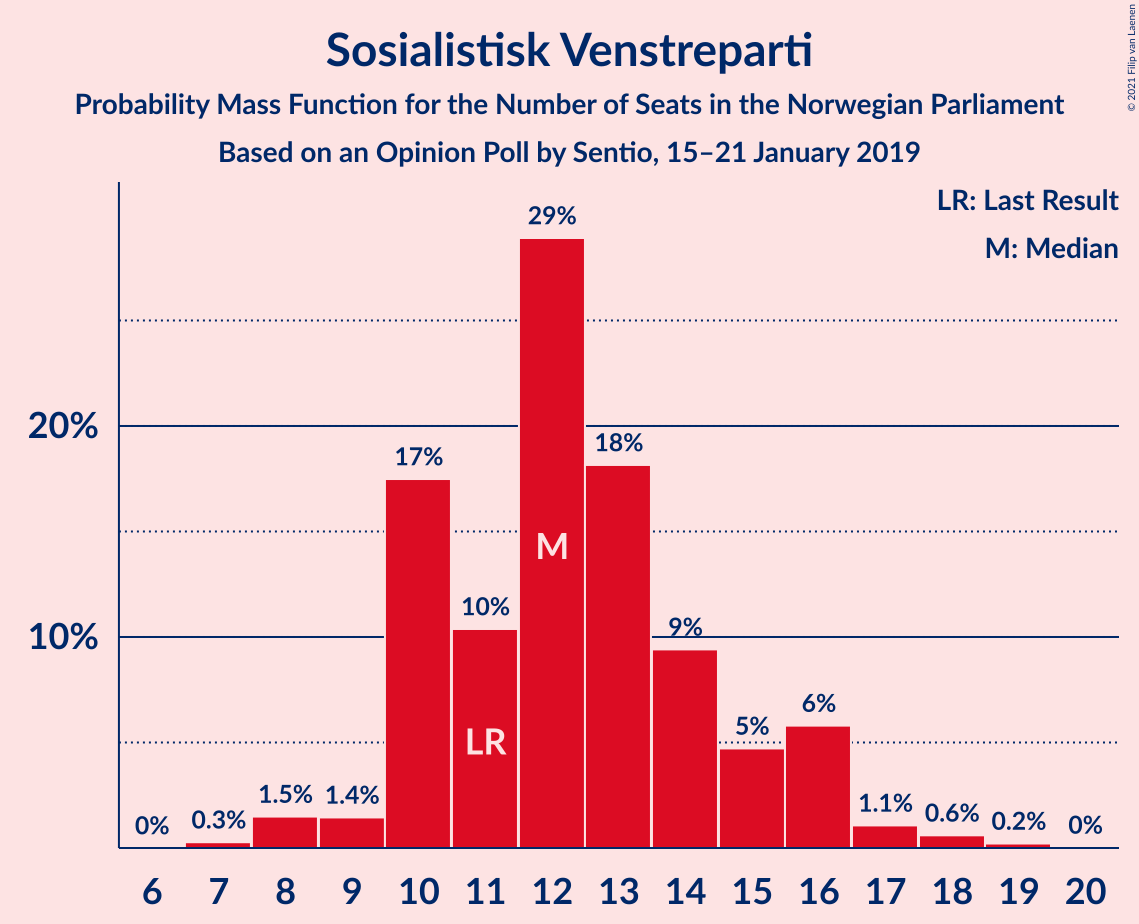 Sosialistisk Venstreparti
Probability Mass Function for the Number of Seats in the Norwegian Parliament
Based on an Opinion Poll by Sentio, 15–21 January 2019
© 2021 Filip van Laenen
LR: Last Result
M: Median
20%
10%
0%
0.3%
1.5%
1.4%
17%
10%
29%
18%
9%
5%
6%
1.1%
0.6%
0.2%
0%
LR
M
6 7 8 9 10 11 12 13 14 15 16 17 18 19 20